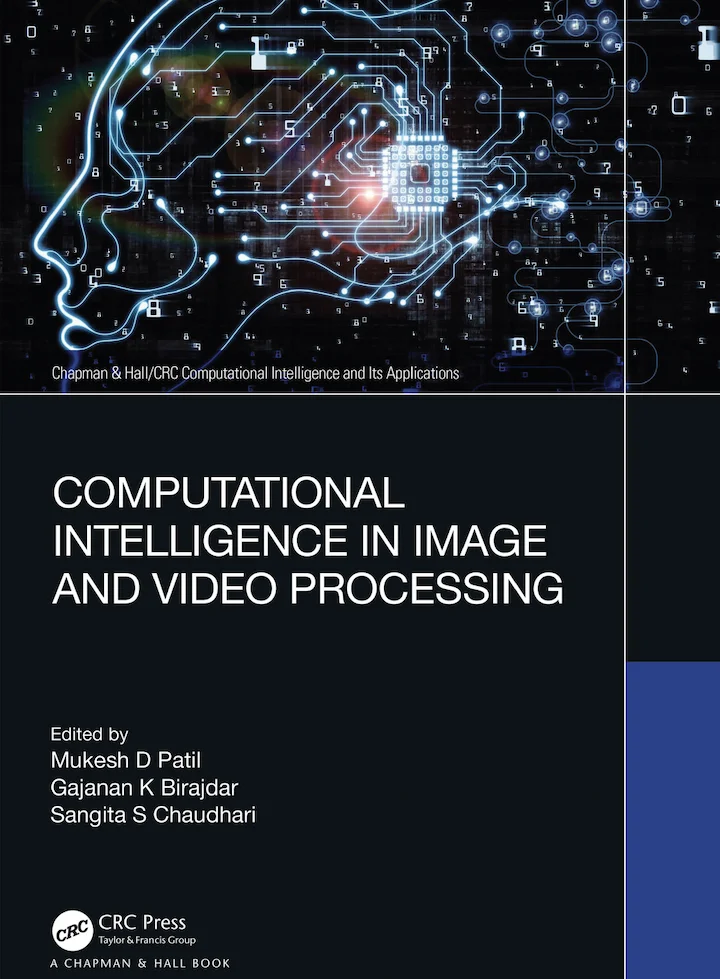 Chapman & Hall/CRC Computational Intelligence and Its Applications
COMPUTATIONAL
INTELLIGENCE IN IMAGE
AND VIDEO PROCESSING
Edited by
Mukesh D Patil
Gajanan K Birajdar
Sangita S Chaudhari
CRC
CRC Press
Taylor & Francis Group
A CHAPMAN & HALL BOOK